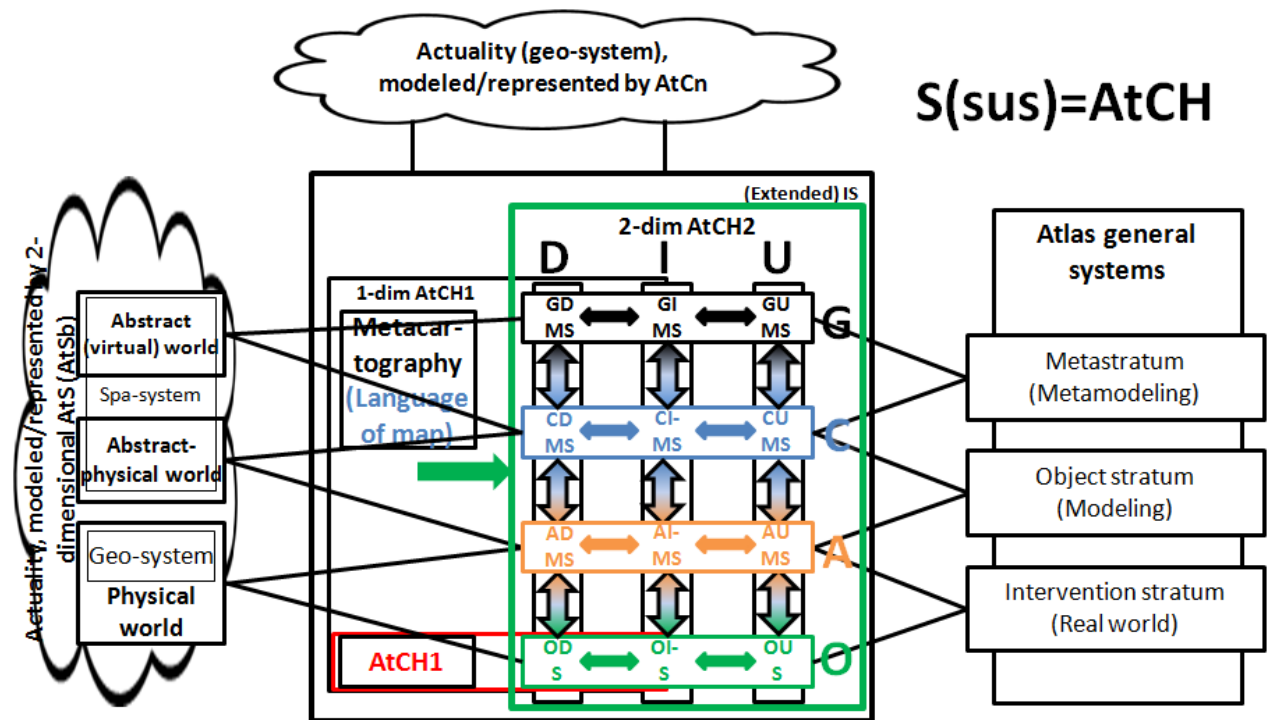 Actuality (geo-system),
modeled/represented by AtCn
S(sus)=AtCH
(Extended) IS
2-dim AtCH2
D I U
1-dim AtCH1
Metacar-
tography
(Language
of map)
GD
MS
GI
MS
GU
MS
G
CD
MS
CI-
MS
CU
MS
C
AD
MS
AI-
MS
AU
MS
A
OD
S
OI-
S
OU
S
O
AtCH1
Actuality, modeled/represented by 2-
dimensional AtS (AtSb)
Abstract
(virtual) world
Spa-system
Abstract-
physical world
Geo-system
Physical
world
Atlas general
systems
Metastratum
(Metamodeling)
Object stratum
(Modeling)
Intervention stratum
(Real world)